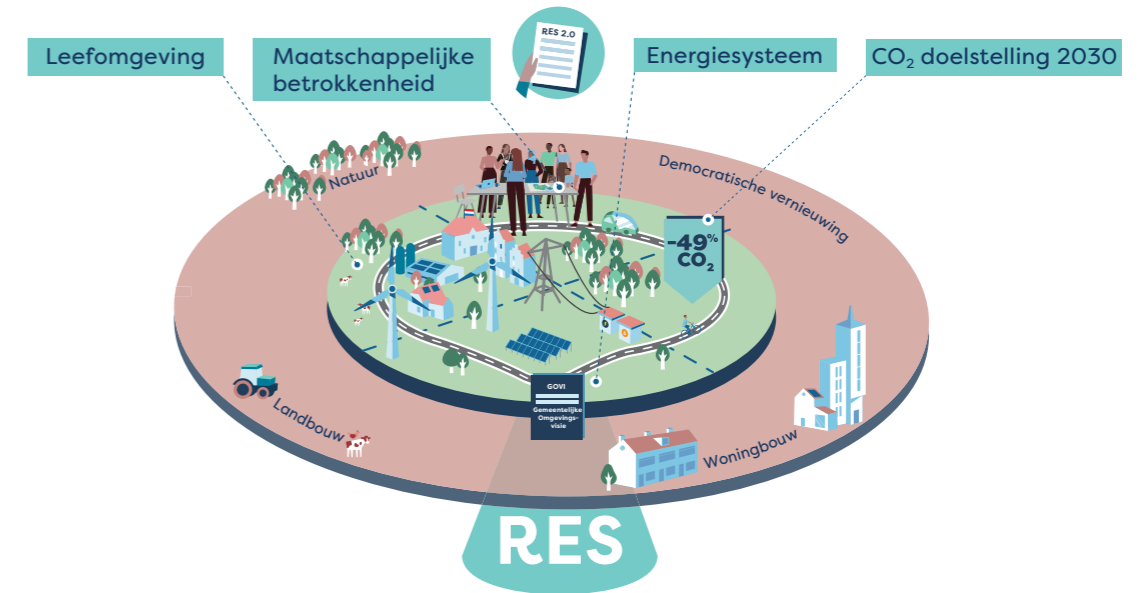 RES 2.0
Leefomgeving
Maatschappelijke
betrokkenheid
Energiesysteem
CO₂ doelstelling 2030
Natuur
Democratische vernieuwing
-49%
CO₂
GOVI
Gemeentelijke
Omgevings-
visie
Landbouw
Woningbouw
RES